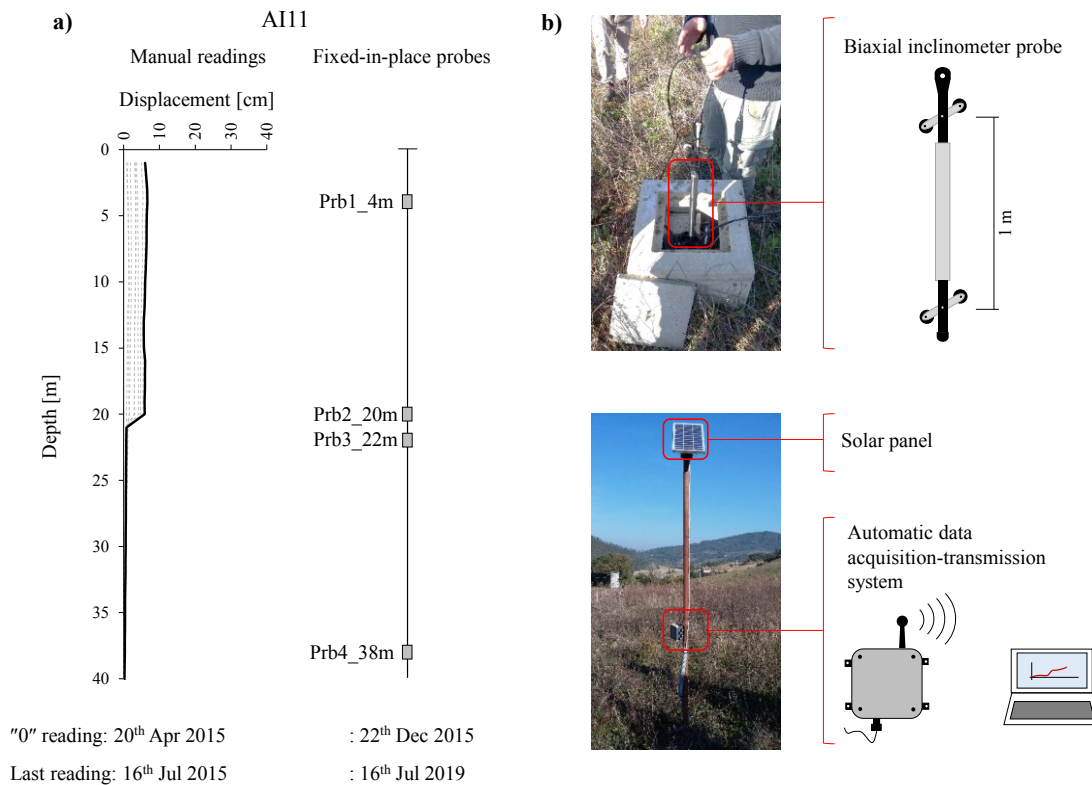 a)
AI11
Manual readings
Fixed-in-place probes
Displacement [cm]
0
10
20
30
40
0
5
10
15
20
25
30
35
40
Depth [m]
Prb1_4m
Prb2_20m
Prb3_22m
Prb4_38m
"0" reading: 20th Apr 2015
: 22th Dec 2015
Last reading: 16th Jul 2015
: 16th Jul 2019
b)
Biaxial inclinometer probe
1 m
Solar panel
Automatic data
acquisition-transmission
system